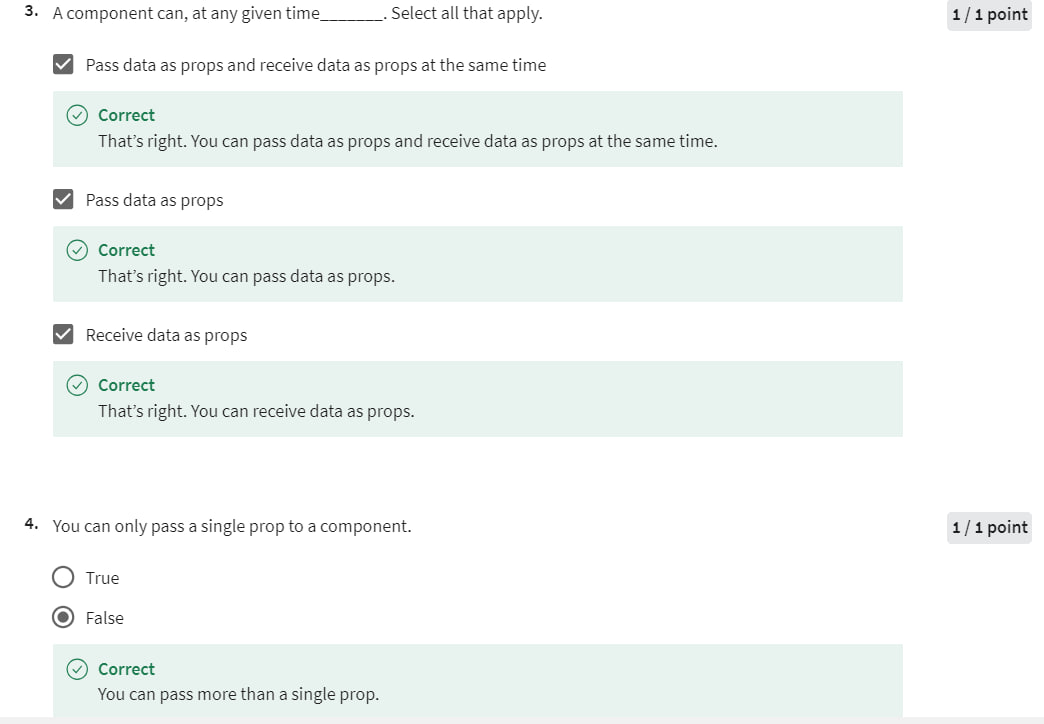 3. A component can, at any given time_______. Select all that apply.
1 / 1 point
Pass data as props and receive data as props at the same time
Correct
That’s right. You can pass data as props and receive data as props at the same time.
Pass data as props
Correct
That’s right. You can pass data as props.
Receive data as props
Correct
That’s right. You can receive data as props.
4. You can only pass a single prop to a component.
1 / 1 point
True
False
Correct
You can pass more than a single prop.